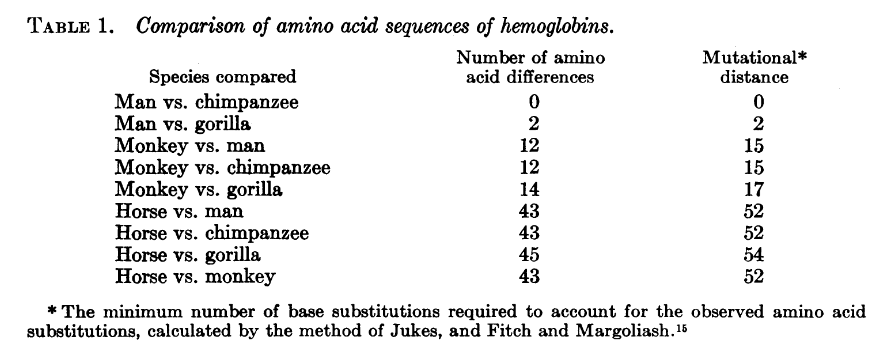 TABLE 1. Comparison of amino acid sequences of hemoglobins.
Species compared Number of amino acid differences Mutational* distance
Man vs. chimpanzee 0 0
Man vs. gorilla 2 2
Monkey vs. man 12 15
Monkey vs. chimpanzee 12 15
Monkey vs. gorilla 14 17
Horse vs. man 43 52
Horse vs. chimpanzee 43 52
Horse vs. gorilla 45 54
Horse vs. monkey 43 52
* The minimum number of base substitutions required to account for the observed amino acid
substitutions, calculated by the method of Jukes, and Fitch and Margoliash.¹⁵